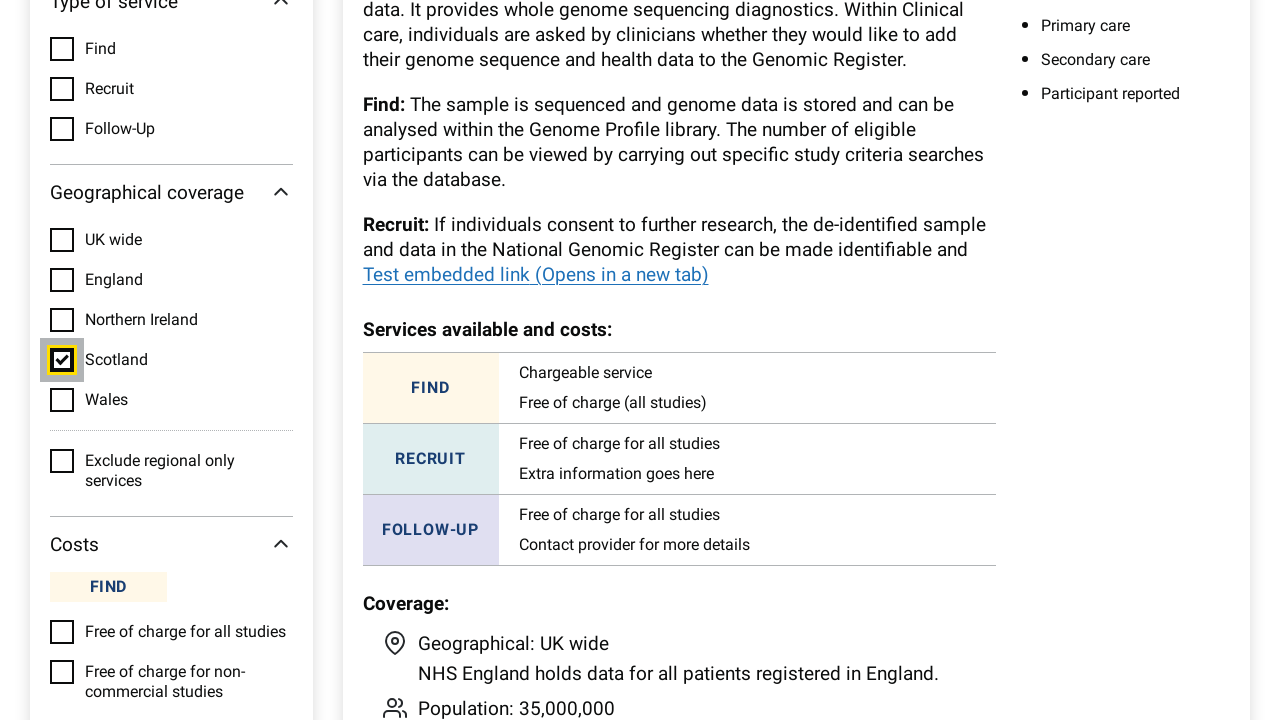 Type of service
Find
Recruit
Follow-Up
Geographical coverage
UK wide
England
Northern Ireland
Scotland
Wales
Exclude regional only
services
Costs
FIND
Free of charge for all studies
Free of charge for non-
commercial studies
data. It provides whole genome sequencing diagnostics. Within Clinical
care, individuals are asked by clinicians whether they would like to add
their genome sequence and health data to the Genomic Register.
Find: The sample is sequenced and genome data is stored and can be
analysed within the Genome Profile library. The number of eligible
participants can be viewed by carrying out specific study criteria searches
via the database.
Recruit: If individuals consent to further research, the de-identified sample
and data in the National Genomic Register can be made identifiable and
Test embedded link (Opens in a new tab)
Services available and costs:
FIND
Chargeable service
Free of charge (all studies)
RECRUIT
Free of charge for all studies
Extra information goes here
FOLLOW-UP
Free of charge for all studies
Contact provider for more details
Coverage:
Geographical: UK wide
NHS England holds data for all patients registered in England.
Population: 35,000,000
Primary care
Secondary care
Participant reported